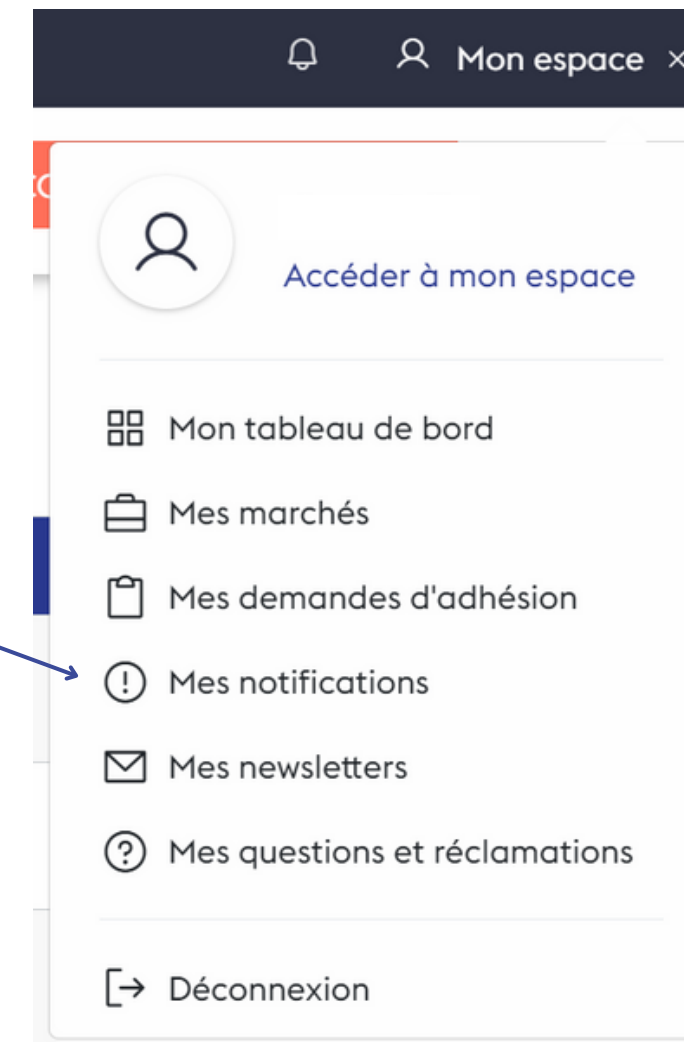 Mon espace
Accéder à mon espace
Mon tableau de bord
Mes marchés
Mes demandes d'adhésion
Mes notifications
Mes newsletters
Mes questions et réclamations
Déconnexion